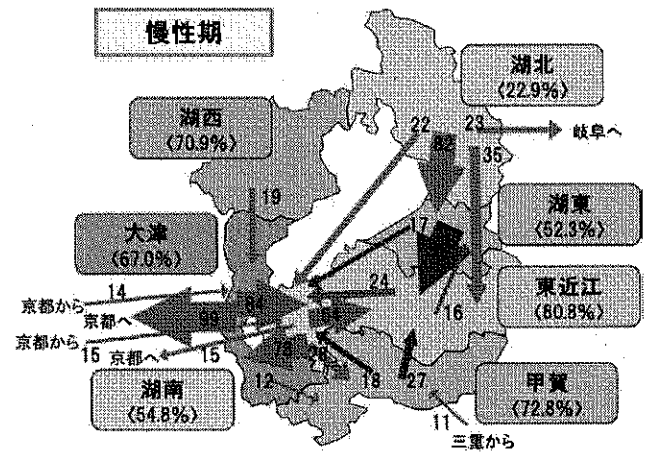 慢性期
湖北
(22.9%)
湖西
(70.9%)
22
82
23
岐阜へ
35
19
湖東
(52.3%)
17
大津
(67.0%)
東近江
(60.8%)
24
14
京都から
84
京都へ
99
54
16
京都から
15
京都へ
15
78
28
湖南
(54.8%)
12
18
27
甲賀
(72.8%)
11
三重から